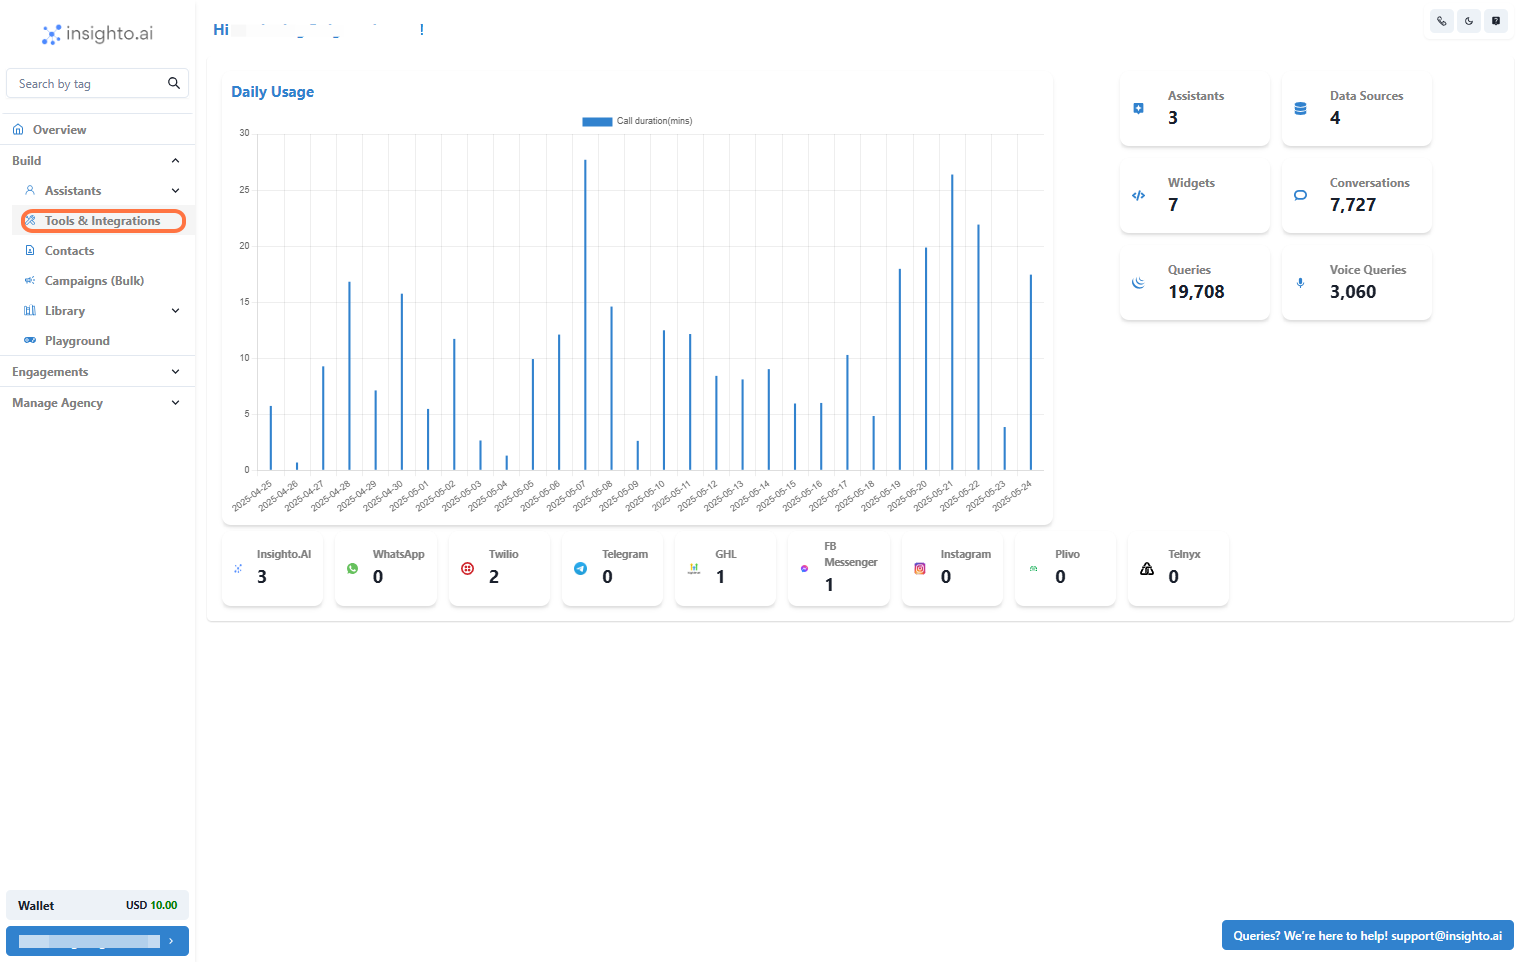 insighto.ai
Search by tag
Overview
Build
Assistants
Tools & Integrations
Contacts
Campaigns (Bulk)
Library
Playground
Engagements
Manage Agency
Wallet USD 10.00
Hi !
Daily Usage
Call duration(mins)
30
25
20
15
10
5
0
2025-04-25
2025-04-26
2025-04-27
2025-04-28
2025-04-29
2025-04-30
2025-05-01
2025-05-02
2025-05-03
2025-05-04
2025-05-05
2025-05-06
2025-05-07
2025-05-08
2025-05-09
2025-05-10
2025-05-11
2025-05-12
2025-05-13
2025-05-14
2025-05-15
2025-05-16
2025-05-17
2025-05-18
2025-05-19
2025-05-20
2025-05-21
2025-05-22
2025-05-23
2025-05-24
Assistants
3
Data Sources
4
Widgets
7
Conversations
7,727
Queries
19,708
Voice Queries
3,060
Insighto.AI
3
WhatsApp
0
Twilio
2
Telegram
0
GHL
1
FB
Messenger
1
Instagram
0
Plivo
0
Telnyx
0
Queries? We're here to help! support@insighto.ai